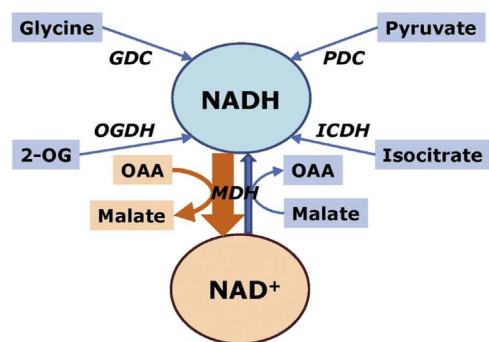 Glycine
Pyruvate
GDC
PDC
NADH
OGDH
ICDH
2-OG
Isocitrate
OAA
MDH
OAA
Malate
Malate
NAD⁺